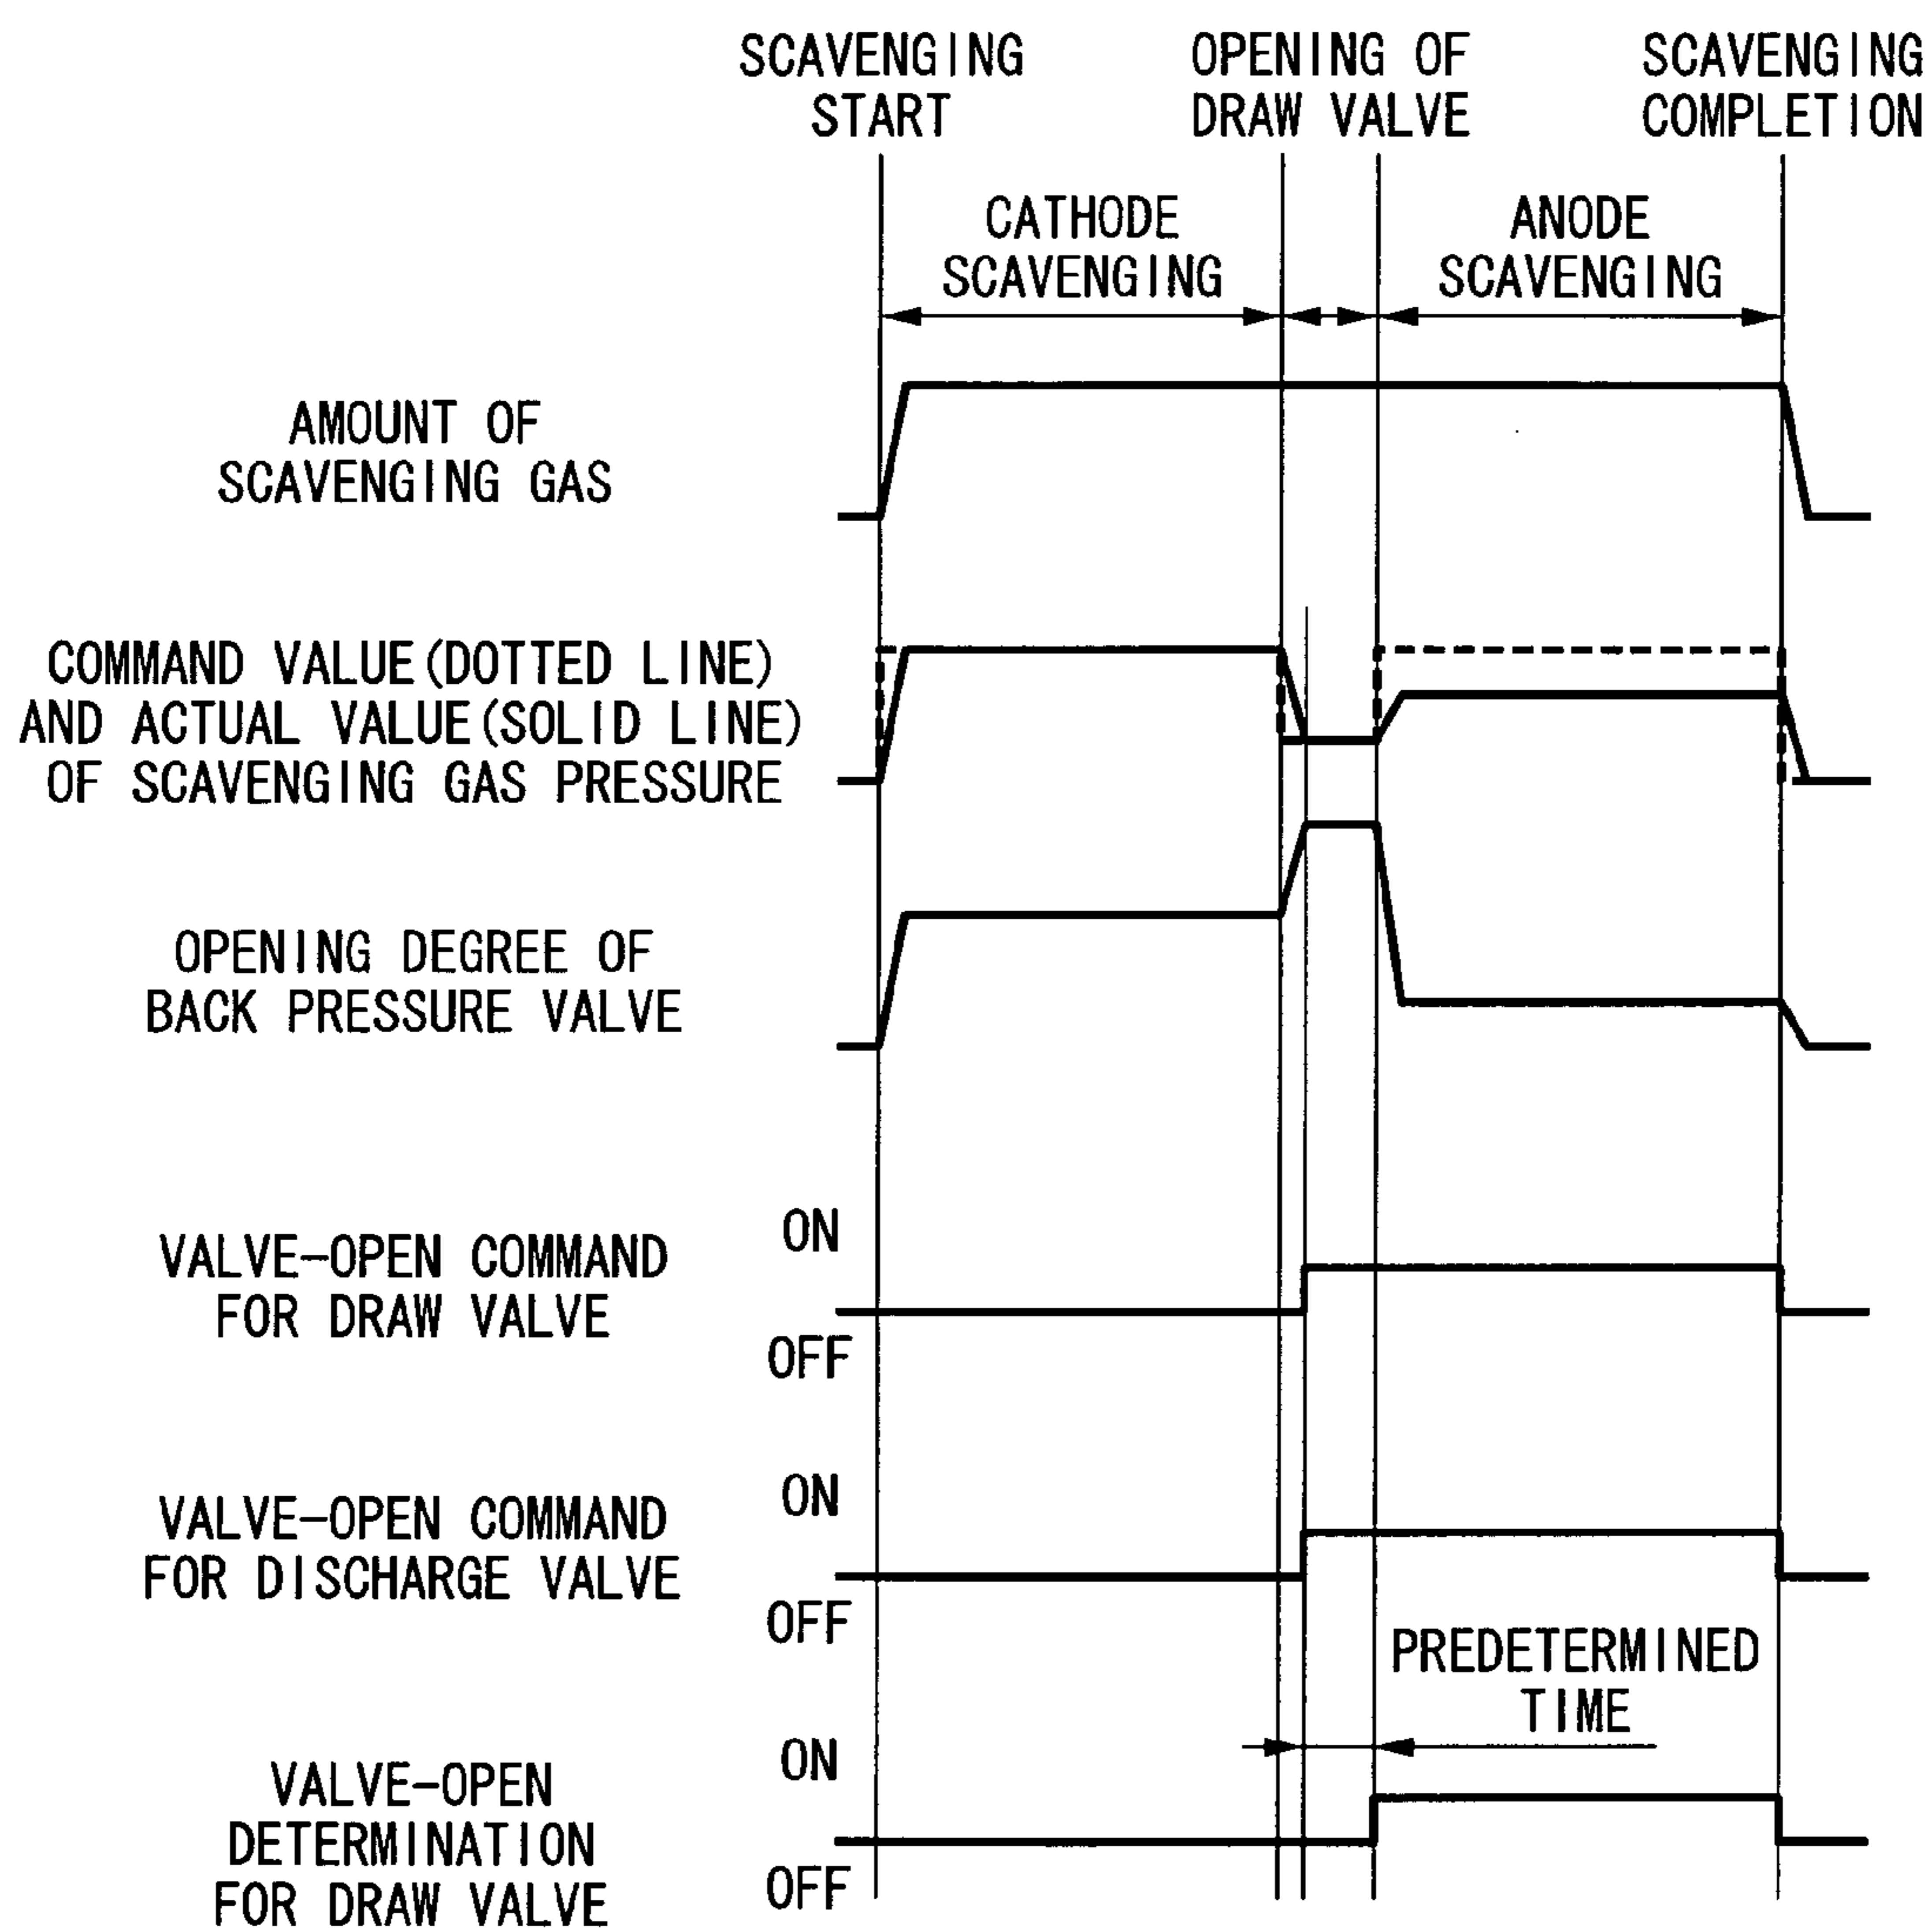 SCAVENGING
START
OPENING OF
DRAW VALVE
SCAVENGING
COMPLETION
CATHODE
SCAVENGING
ANODE
SCAVENGING
AMOUNT OF
SCAVENGING GAS
COMMAND VALUE(DOTTED LINE)
AND ACTUAL VALUE(SOLID LINE)
OF SCAVENGING GAS PRESSURE
OPENING DEGREE OF
BACK PRESSURE VALVE
ON
VALVE-OPEN COMMAND
FOR DRAW VALVE
OFF
ON
VALVE-OPEN COMMAND
FOR DISCHARGE VALVE
OFF
PREDETERMINED
TIME
ON
VALVE-OPEN
DETERMINATION
FOR DRAW VALVE
OFF